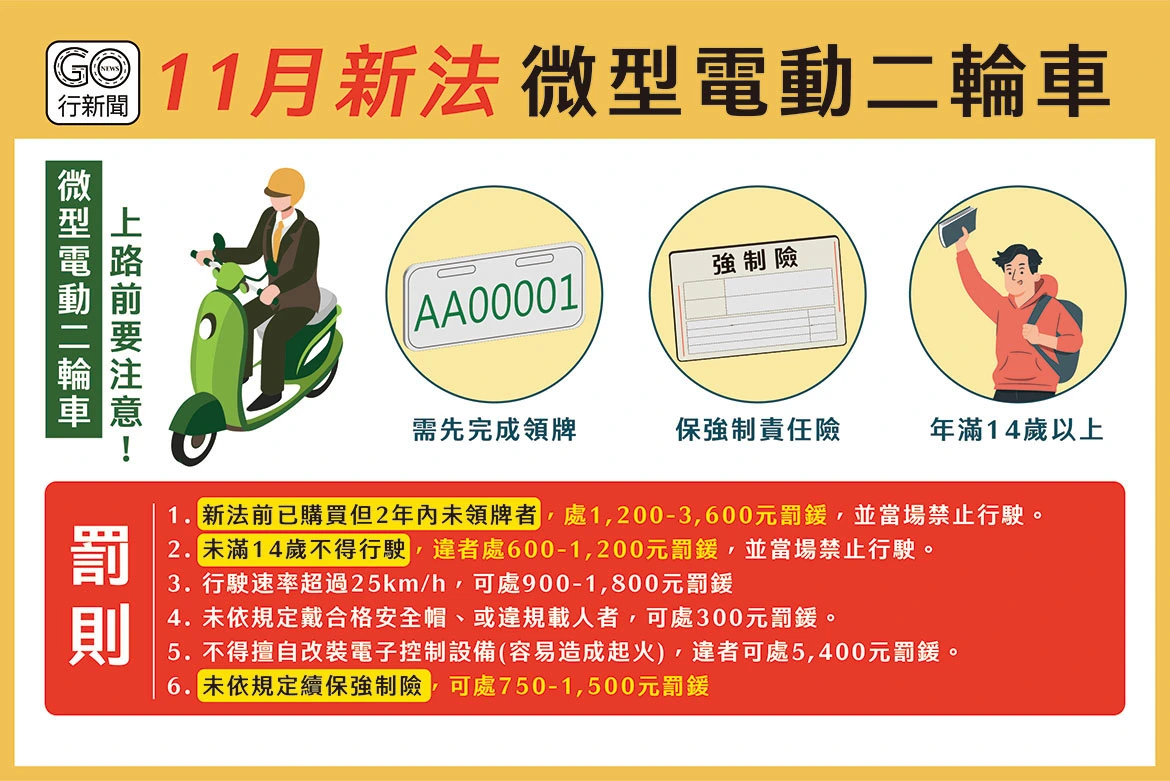 GO
NEWS
行新聞
11月新法 微型電動二輪車
微型電動二輪車
上路前要注意！
AA00001
需先完成領牌
強制險
保強制責任險
年滿14歲以上
罰則
1. 新法前已購買但2年內未領牌者，處1,200-3,600元罰鍰，並當場禁止行駛。
2. 未滿14歲不得行駛，違者處600-1,200元罰鍰，並當場禁止行駛。
3. 行駛速率超過25km/h，可處900-1,800元罰鍰
4. 未依規定戴合格安全帽、或違規載人者，可處300元罰鍰。
5. 不得擅自改裝電子控制設備(容易造成起火)，違者可處5,400元罰鍰。
6. 未依規定續保強制險，可處750-1,500元罰鍰